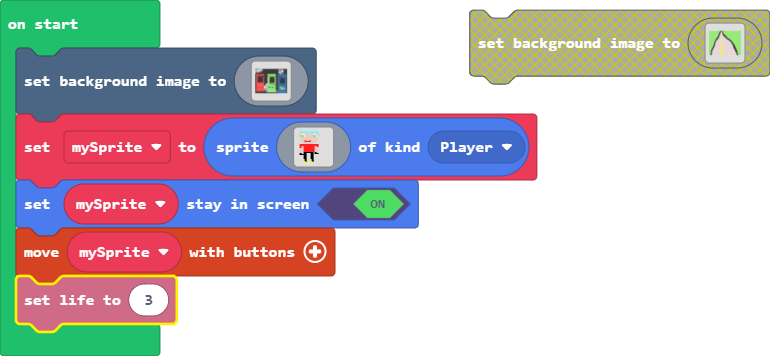 on start
set background image to
set background image to
set mySprite to sprite of kind Player
set mySprite stay in screen ON
move mySprite with buttons
set life to 3